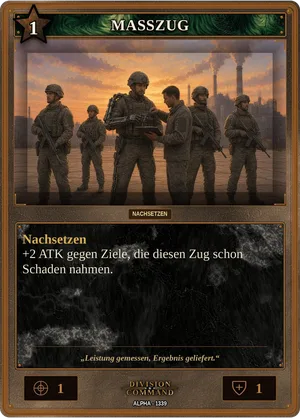 1
MASSZUG
NACHSETZEN
Nachsetzen
+2 ATK gegen Ziele, die diesen Zug schon
Schaden nahmen.
„Leistung gemessen, Ergebnis geliefert.“
1
DIVISION
COMMAND
ALPHA - 1339
1